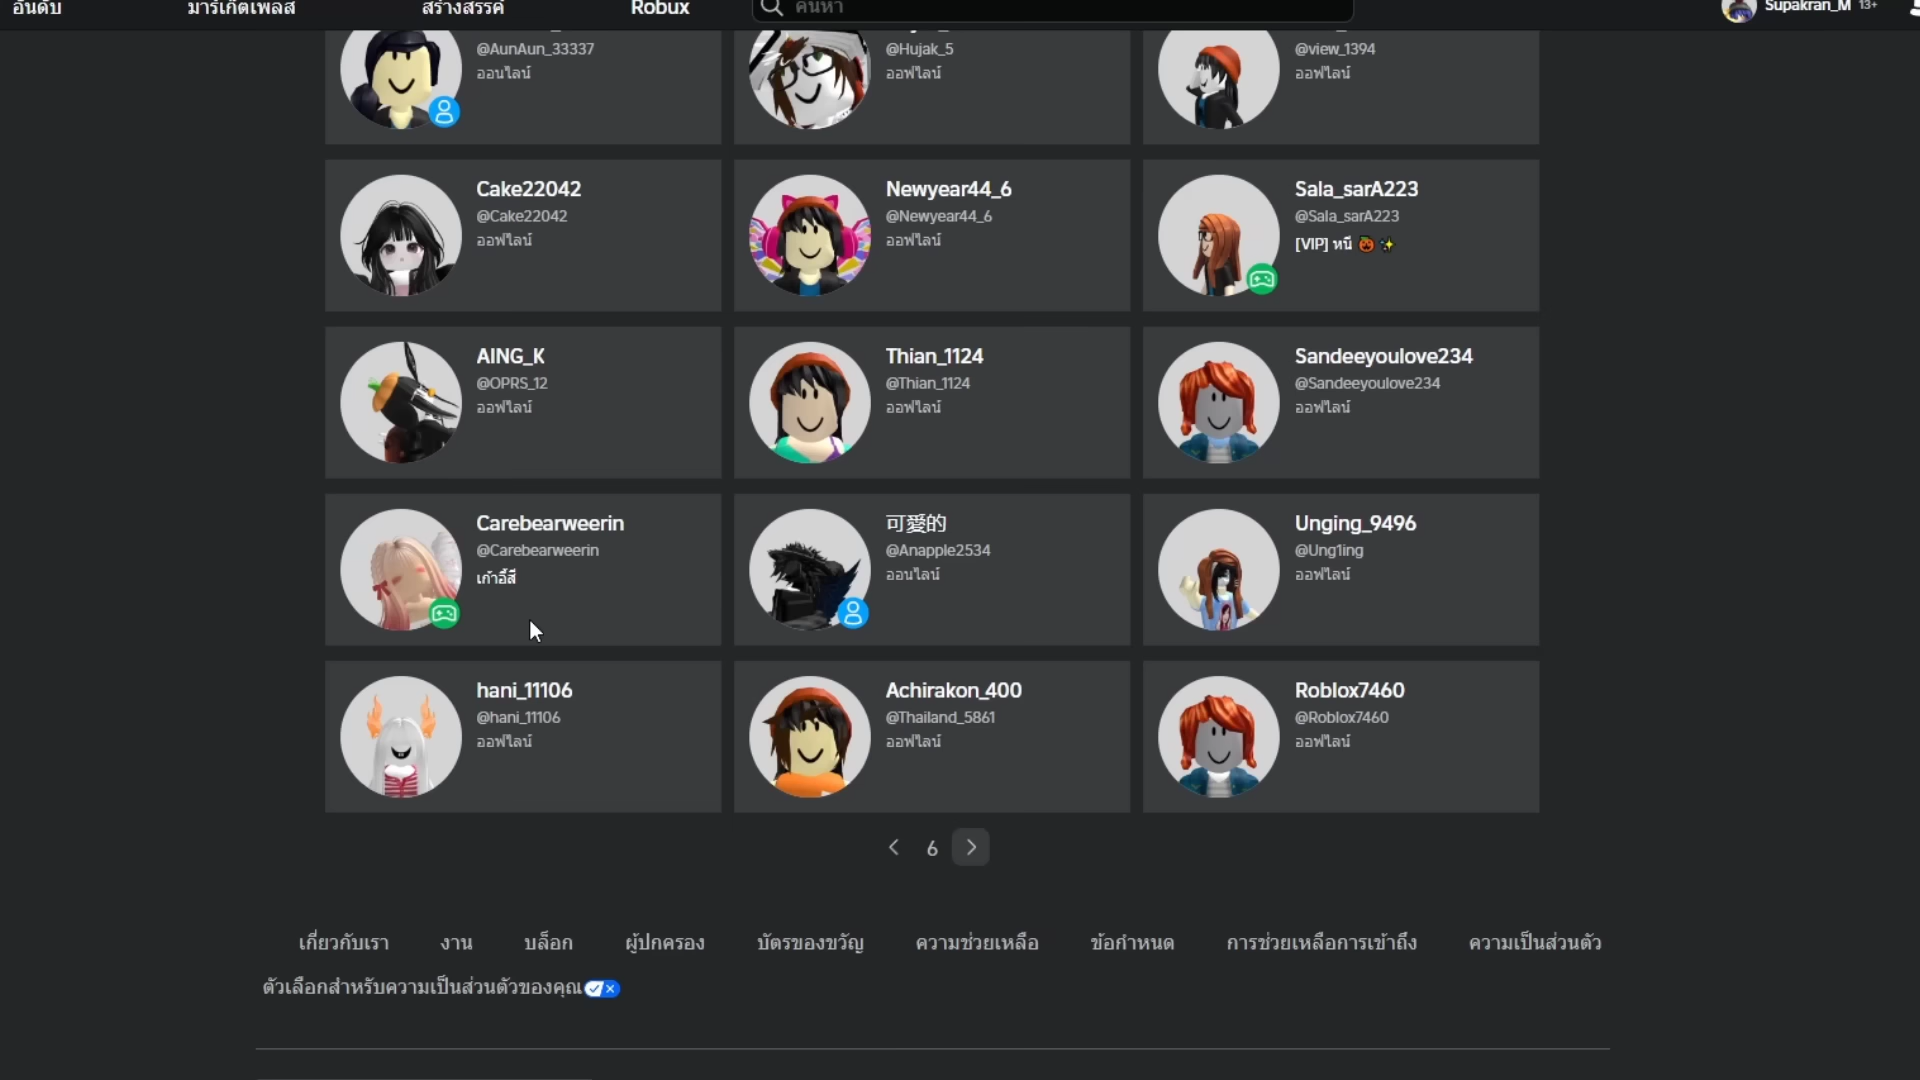 อันดับ
มาร์เก็ตเพลส
สร้างสรรค์
Robux
ค้นหา
Supakran_M 13+
@AunAun_33337
ออนไลน์
@Hujak_5
ออฟไลน์
@view_1394
ออฟไลน์
Cake22042
@Cake22042
ออฟไลน์
Newyear44_6
@Newyear44_6
ออฟไลน์
Sala_sarA223
@Sala_sarA223
[VIP] หนี 🎃 ✨
AING_K
@OPRS_12
ออฟไลน์
Thian_1124
@Thian_1124
ออฟไลน์
Sandeeyoulove234
@Sandeeyoulove234
ออฟไลน์
Carebearweerin
@Carebearweerin
เก้าอี้สี
可愛的
@Anapple2534
ออนไลน์
Unging_9496
@Ung1ing
ออฟไลน์
hani_11106
@hani_11106
ออฟไลน์
Achirakon_400
@Thailand_5861
ออฟไลน์
Roblox7460
@Roblox7460
ออฟไลน์
6
เกี่ยวกับเรา
งาน
บล็อก
ผู้ปกครอง
บัตรของขวัญ
ความช่วยเหลือ
ข้อกำหนด
การช่วยเหลือการเข้าถึง
ความเป็นส่วนตัว
ตัวเลือกสำหรับความเป็นส่วนตัวของคุณ